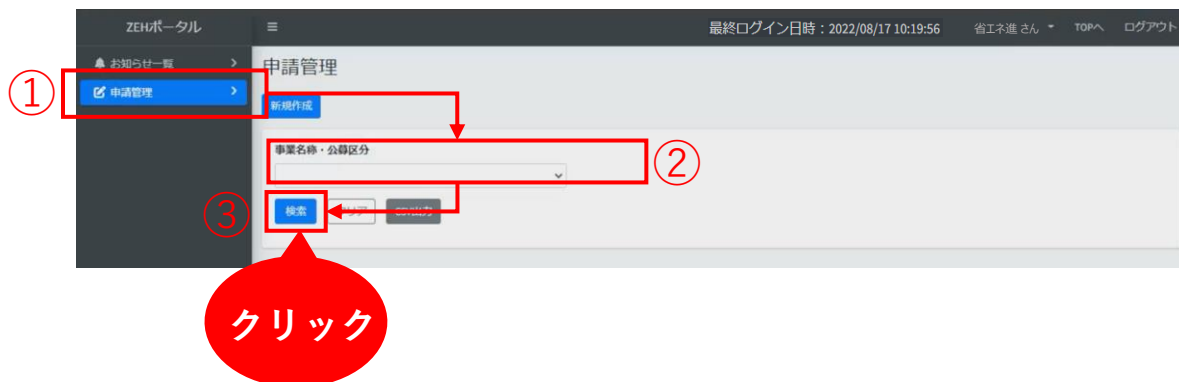 ZEHポータル ≡ 最終ログイン日時：2022/08/17 10:19:56 省エネ進 さん TOPへ ログアウト
お知らせ一覧 >
① 申請管理 >
申請管理
新規作成
事業名称・公募区分
②
③ 検索
クリック